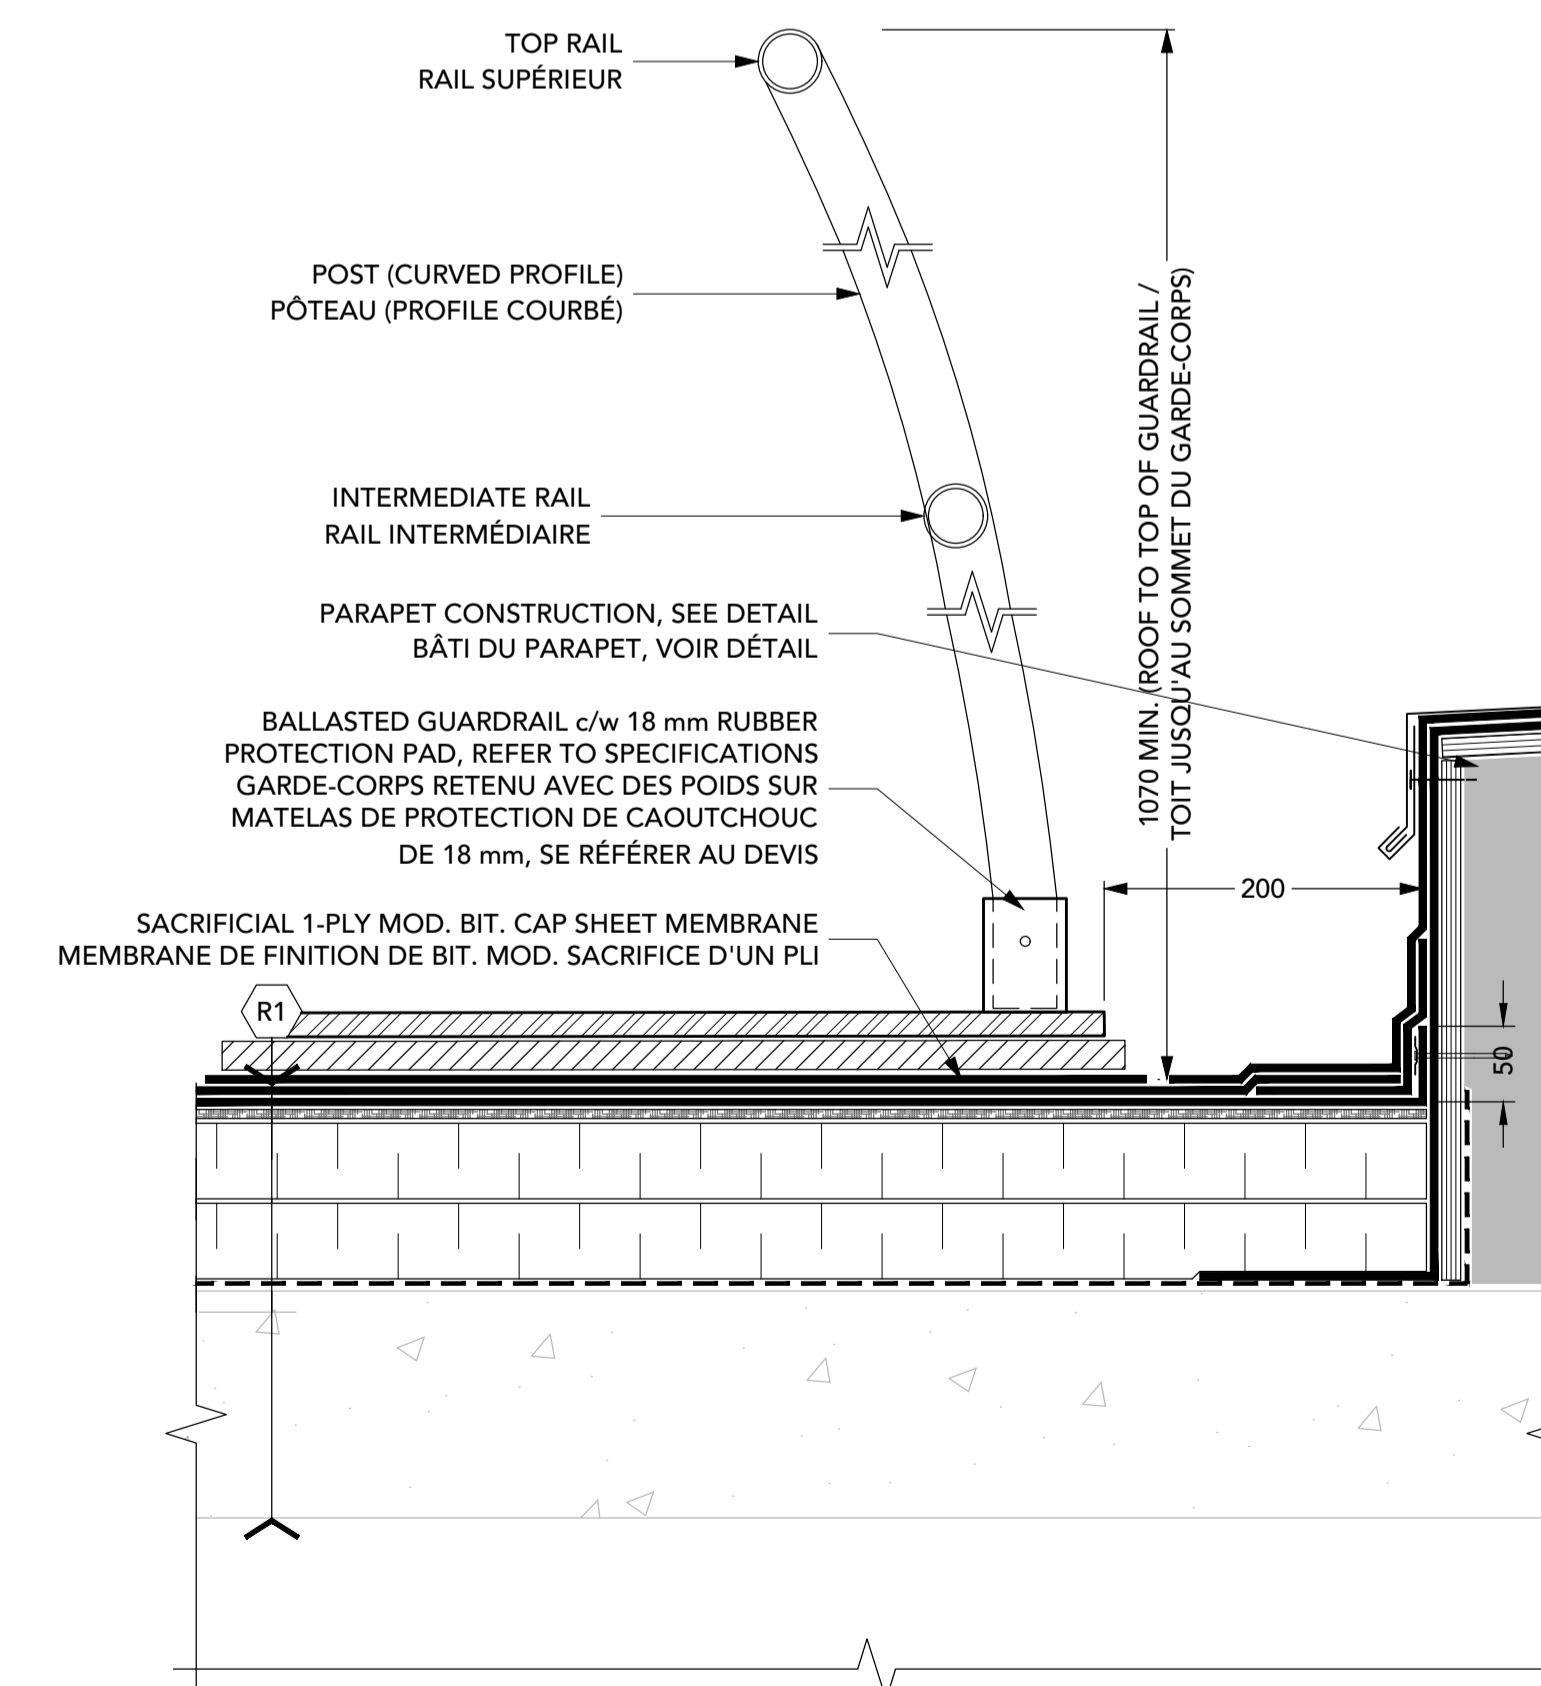 TOP RAIL
RAIL SUPÉRIEUR
POST (CURVED PROFILE)
PÔTEAU (PROFILE COURBÉ)
INTERMEDIATE RAIL
RAIL INTERMÉDIAIRE
PARAPET CONSTRUCTION, SEE DETAIL
BÂTI DU PARAPET, VOIR DÉTAIL
BALLASTED GUARDRAIL c/w 18 mm RUBBER
PROTECTION PAD, REFER TO SPECIFICATIONS
GARDE-CORPS RETENU AVEC DES POIDS SUR
MATELAS DE PROTECTION DE CAOUTCHOUC
DE 18 mm, SE RÉFÉRER AU DEVIS
SACRIFICIAL 1-PLY MOD. BIT. CAP SHEET MEMBRANE
MEMBRANE DE FINITION DE BIT. MOD. SACRIFICE D'UN PLI
R1
1070 MIN. (ROOF TO TOP OF GUARDRAIL /
TOIT JUSQU'AU SOMMET DU GARDE-CORPS)
200
50